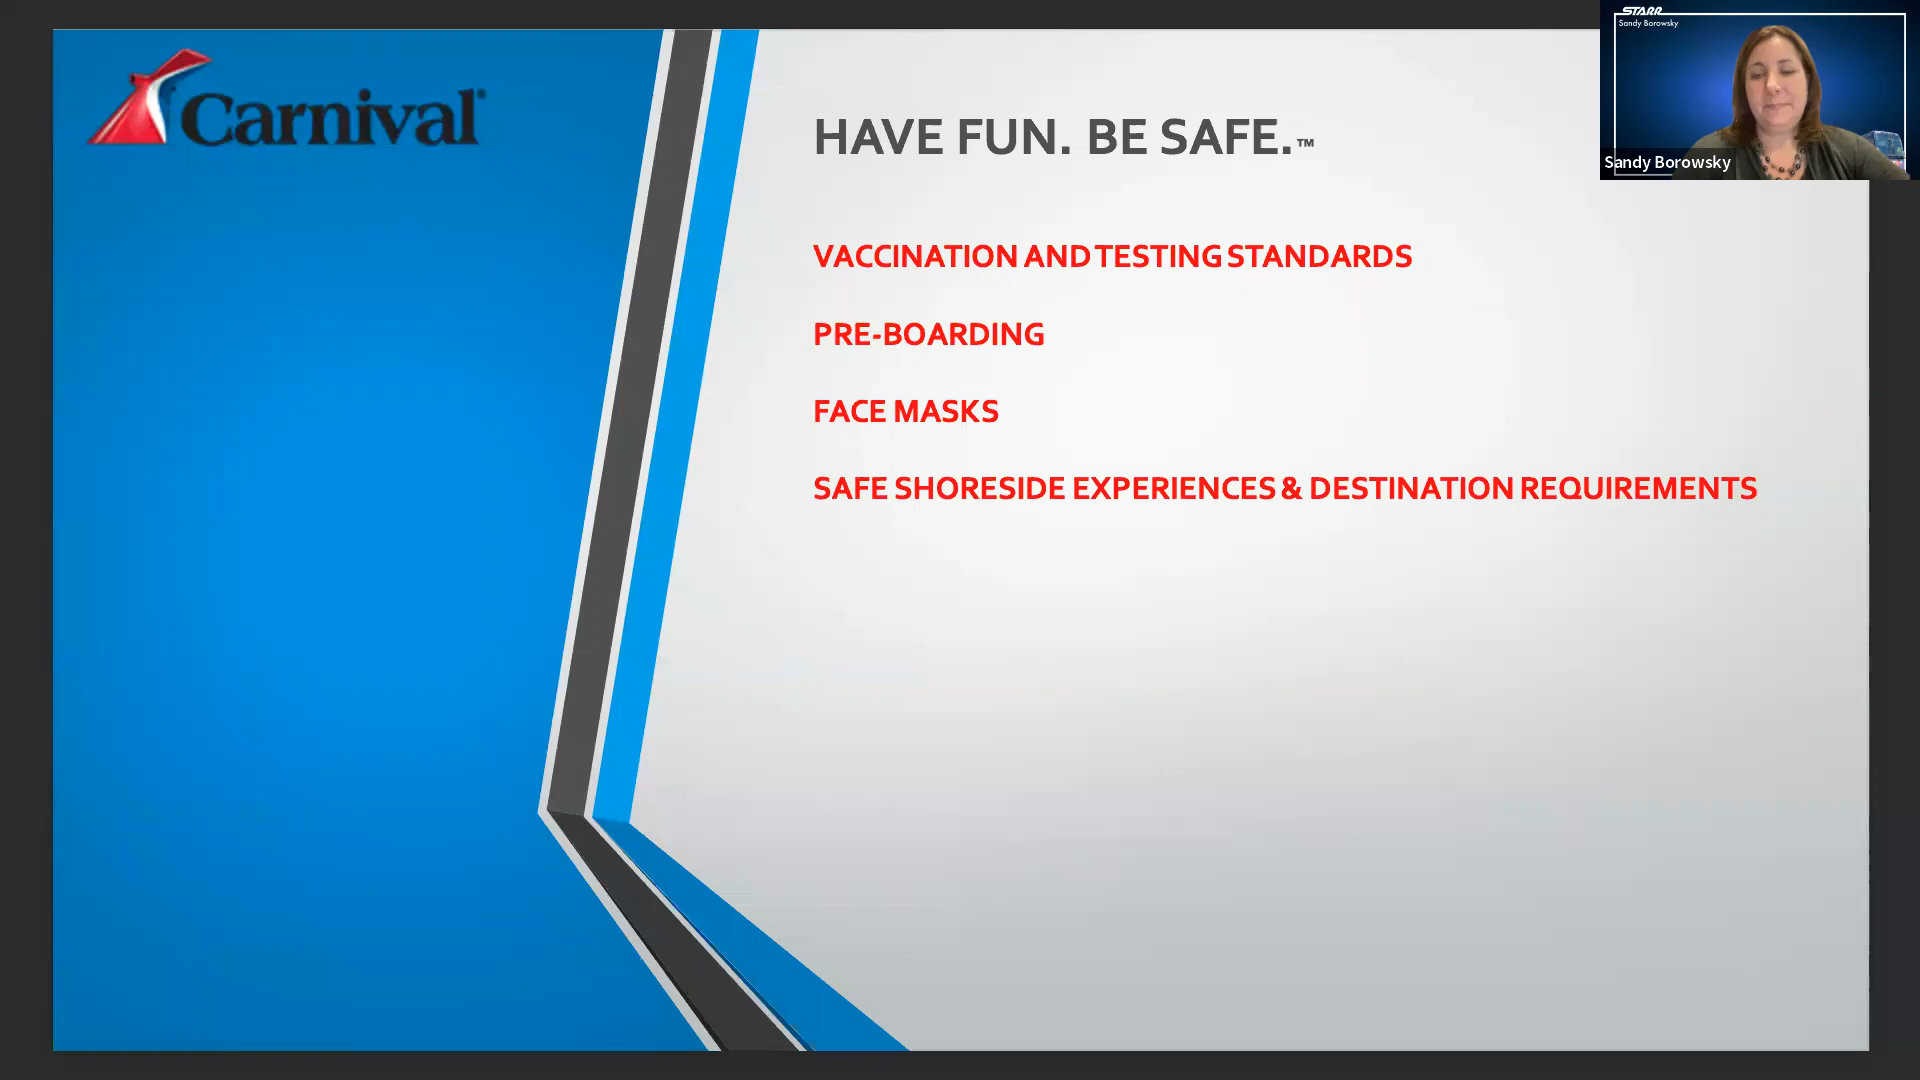 Carnival®
HAVE FUN. BE SAFE.™
VACCINATION AND TESTING STANDARDS
PRE-BOARDING
FACE MASKS
SAFE SHORESIDE EXPERIENCES & DESTINATION REQUIREMENTS
STARR
Sandy Borowsky
Sandy Borowsky